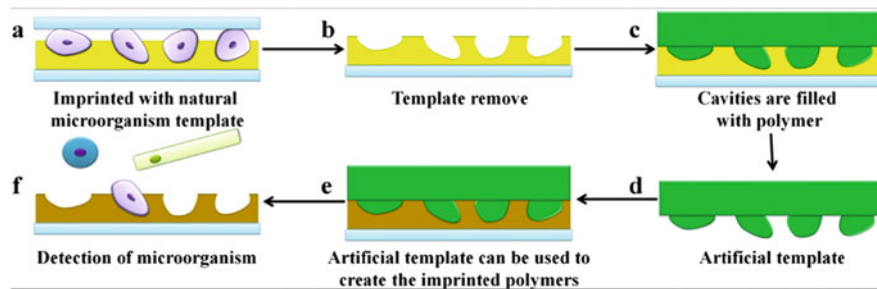 a
Imprinted with natural
microorganism template
b
Template remove
c
Cavities are filled
with polymer
d
Artificial template
e
Artificial template can be used to
create the imprinted polymers
f
Detection of microorganism